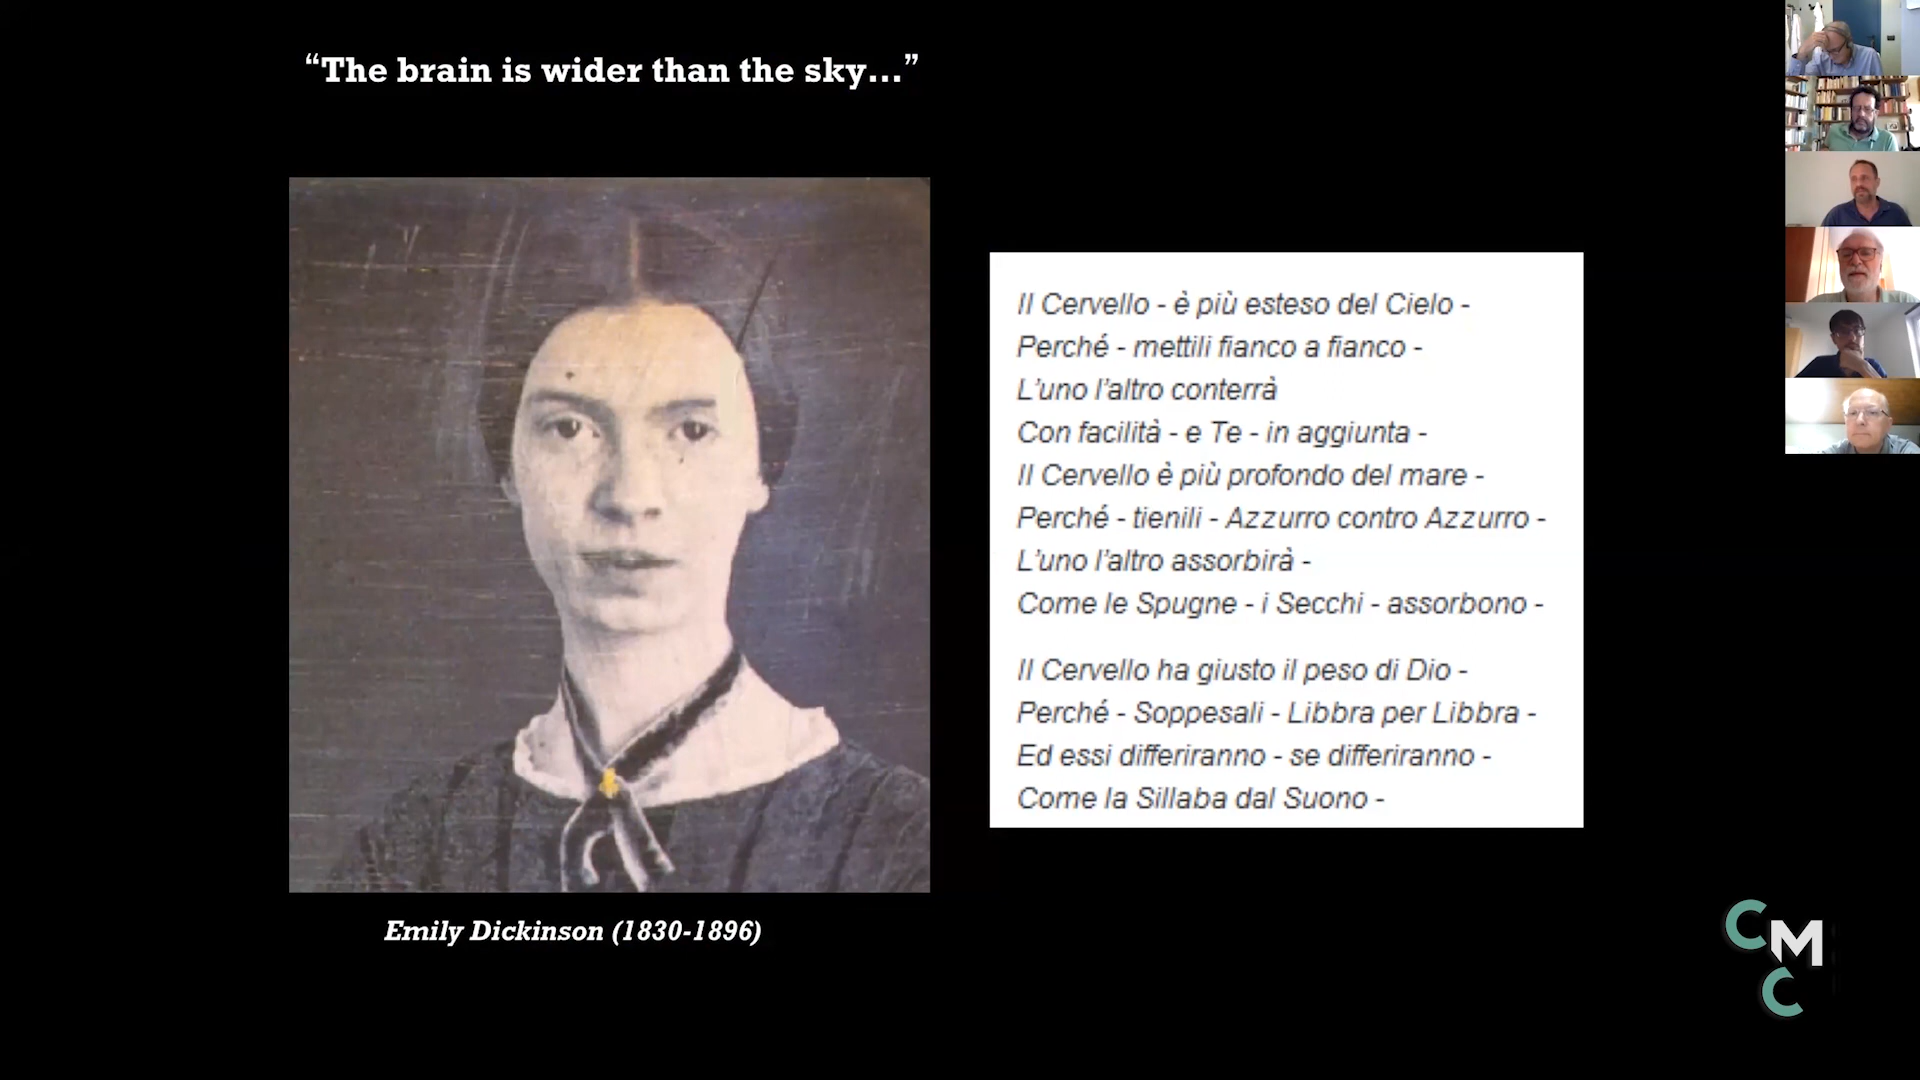 “The brain is wider than the sky...”
Il Cervello - è più esteso del Cielo -
Perché - mettili fianco a fianco -
L'uno l'altro conterrà
Con facilità - e Te - in aggiunta -
Il Cervello è più profondo del mare -
Perché - tienili - Azzurro contro Azzurro -
L'uno l'altro assorbirà -
Come le Spugne - i Secchi - assorbono -
Il Cervello ha giusto il peso di Dio -
Perché - Soppesali - Libbra per Libbra -
Ed essi differiranno - se differiranno -
Come la Sillaba dal Suono -
Emily Dickinson (1830-1896)
CMC